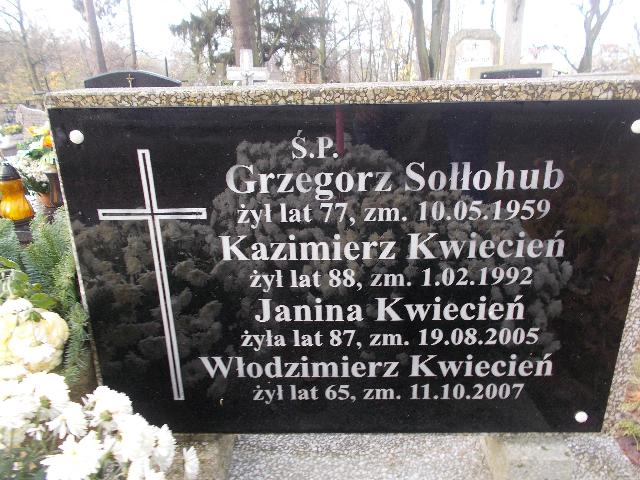 Ś.P.
Grzegorz Sołłohub
żył lat 77, zm. 10.05.1959
Kazimierz Kwiecień
żył lat 88, zm. 1.02.1992
Janina Kwiecień
żyła lat 87, zm. 19.08.2005
Włodzimierz Kwiecień
żył lat 65, zm. 11.10.2007